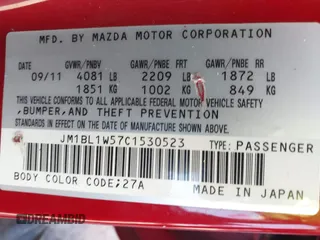 MFD. BY MAZDA MOTOR CORPORATION
GVWR/PNBV GAWR/PNBE FRT GAWR/PNBE RR
09/11 4081 LB 2209 LB 1872 LB
1851 KG 1002 KG 849 KG
THIS VEHICLE CONFORMS TO ALL APPLICABLE FEDERAL MOTOR VEHICLE SAFETY
,BUMPER,AND THEFT PREVENTION
STANDARDS IN EFFECT ON THE DATE OF MANUFACTURE SHOWN ABOVE.
JM1BL1W57C1530523 TYPE:PASSENGER
BODY COLOR CODE;27A
MADE IN JAPAN
DREAMBID